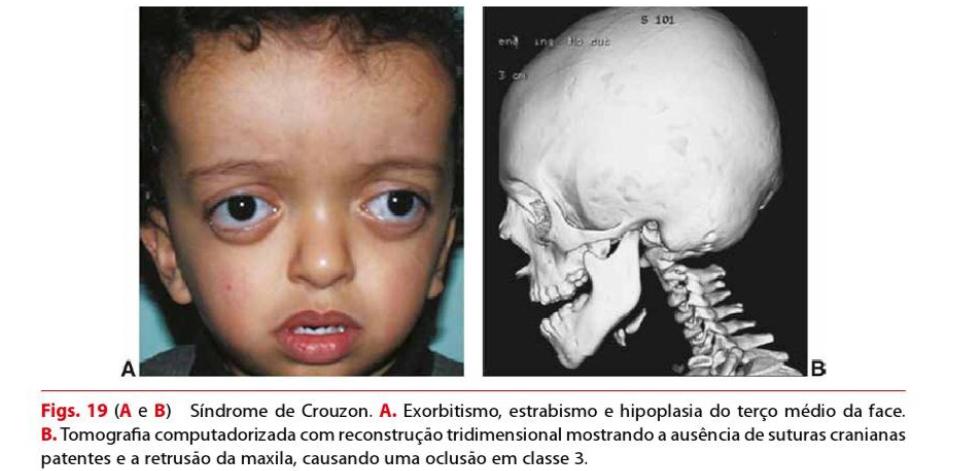 S 101
3 cm
A
B
Figs. 19 (A e B) Síndrome de Crouzon. A. Exorbitismo, estrabismo e hipoplasia do terço médio da face.
B. Tomografia computadorizada com reconstrução tridimensional mostrando a ausência de suturas cranianas
patentes e a retrusão da maxila, causando uma oclusão em classe 3.